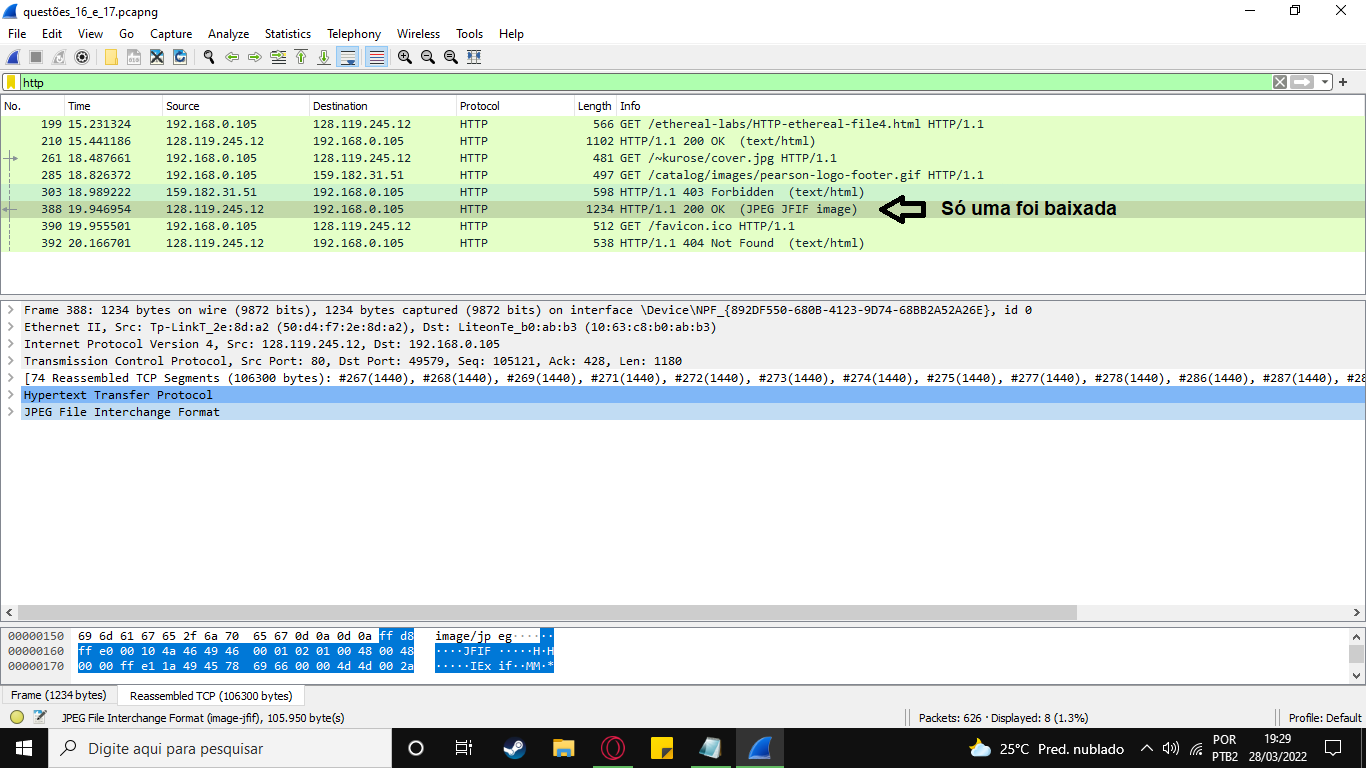 questões_16_e_17.pcapng
File Edit View Go Capture Analyze Statistics Telephony Wireless Tools Help
http
No. Time Source Destination Protocol Length Info
199 15.231324 192.168.0.105 128.119.245.12 HTTP 566 GET /ethereal-labs/HTTP-ethereal-file4.html HTTP/1.1
210 15.441186 128.119.245.12 192.168.0.105 HTTP 1102 HTTP/1.1 200 OK (text/html)
261 18.487661 192.168.0.105 128.119.245.12 HTTP 481 GET /~kurose/cover.jpg HTTP/1.1
285 18.826372 192.168.0.105 159.182.31.51 HTTP 497 GET /catalog/images/pearson-logo-footer.gif HTTP/1.1
303 18.989222 159.182.31.51 192.168.0.105 HTTP 598 HTTP/1.1 403 Forbidden (text/html)
388 19.946954 128.119.245.12 192.168.0.105 HTTP 1234 HTTP/1.1 200 OK (JPEG JFIF image) Só uma foi baixada
390 19.955501 192.168.0.105 128.119.245.12 HTTP 512 GET /favicon.ico HTTP/1.1
392 20.166701 128.119.245.12 192.168.0.105 HTTP 538 HTTP/1.1 404 Not Found (text/html)
Frame 388: 1234 bytes on wire (9872 bits), 1234 bytes captured (9872 bits) on interface \Device\NPF_{892DF550-680B-4123-9D74-68BB2A52A26E}, id 0
Ethernet II, Src: Tp-LinkT_2e:8d:a2 (50:d4:f7:2e:8d:a2), Dst: LiteonTe_b0:ab:b3 (10:63:c8:b0:ab:b3)
Internet Protocol Version 4, Src: 128.119.245.12, Dst: 192.168.0.105
Transmission Control Protocol, Src Port: 80, Dst Port: 49579, Seq: 105121, Ack: 428, Len: 1180
[74 Reassembled TCP Segments (106300 bytes): #267(1440), #268(1440), #269(1440), #271(1440), #272(1440), #273(1440), #274(1440), #275(1440), #277(1440), #278(1440), #286(1440), #287(1440), #28
Hypertext Transfer Protocol
JPEG File Interchange Format
00000150 69 6d 61 67 65 2f 6a 70 65 67 0d 0a 0d 0a ff d8 image/jp eg······
00000160 ff e0 00 10 4a 46 49 46 00 01 02 01 00 48 00 48 ····JFIF ·····H·H
00000170 00 00 ff e1 1a 49 45 78 69 66 00 00 4d 4d 00 2a ·····IEx if··MM·*
Frame (1234 bytes) Reassembled TCP (106300 bytes)
JPEG File Interchange Format (image-jfif), 105.950 byte(s) Packets: 626 · Displayed: 8 (1.3%) Profile: Default
Digite aqui para pesquisar 25°C Pred. nublado POR 19:29
PTB2 28/03/2022